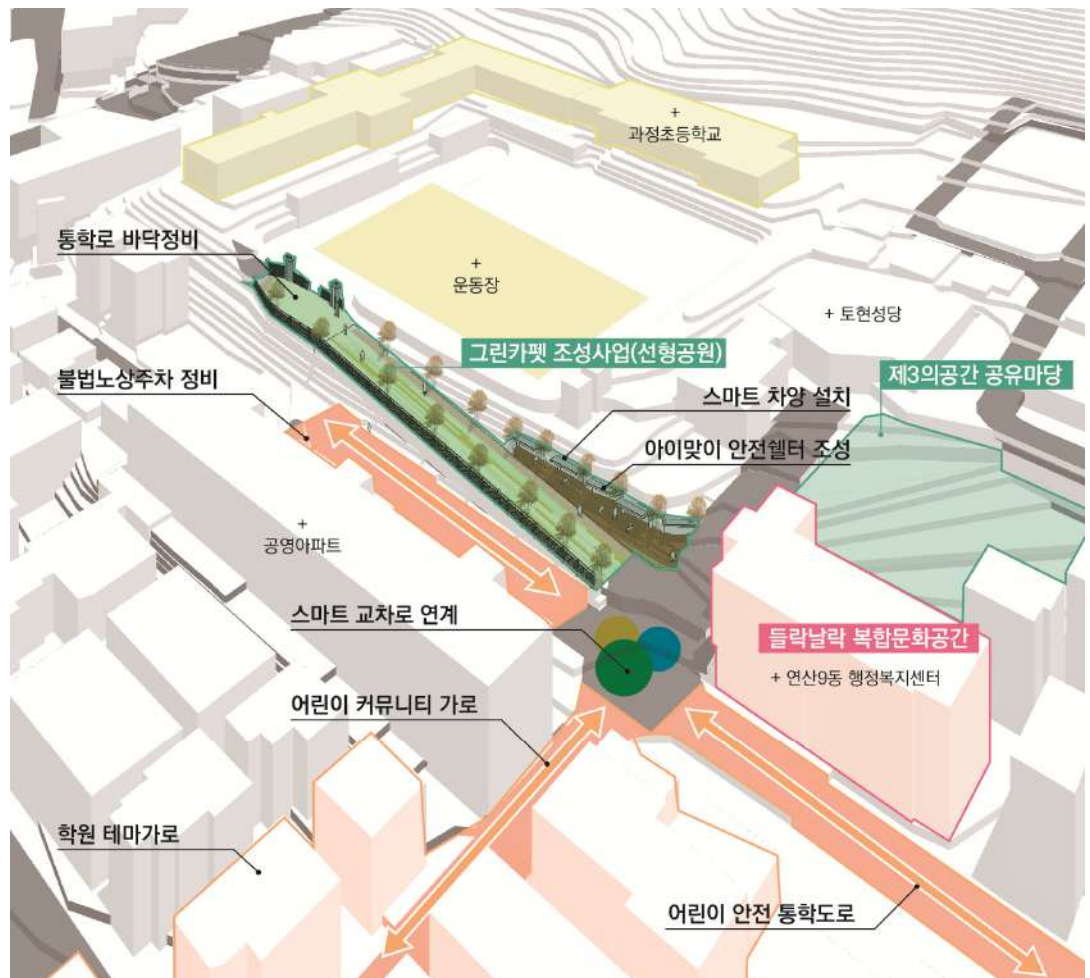 +
과정초등학교
통학로 바닥정비
+
운동장
+ 토현성당
그린카펫 조성사업(선형공원)
제3의공간 공유마당
불법노상주차 정비
스마트 차양 설치
아이맞이 안전쉘터 조성
+
공영아파트
스마트 교차로 연계
들락날락 복합문화공간
+ 연산9동 행정복지센터
어린이 커뮤니티 가로
학원 테마가로
어린이 안전 통학도로